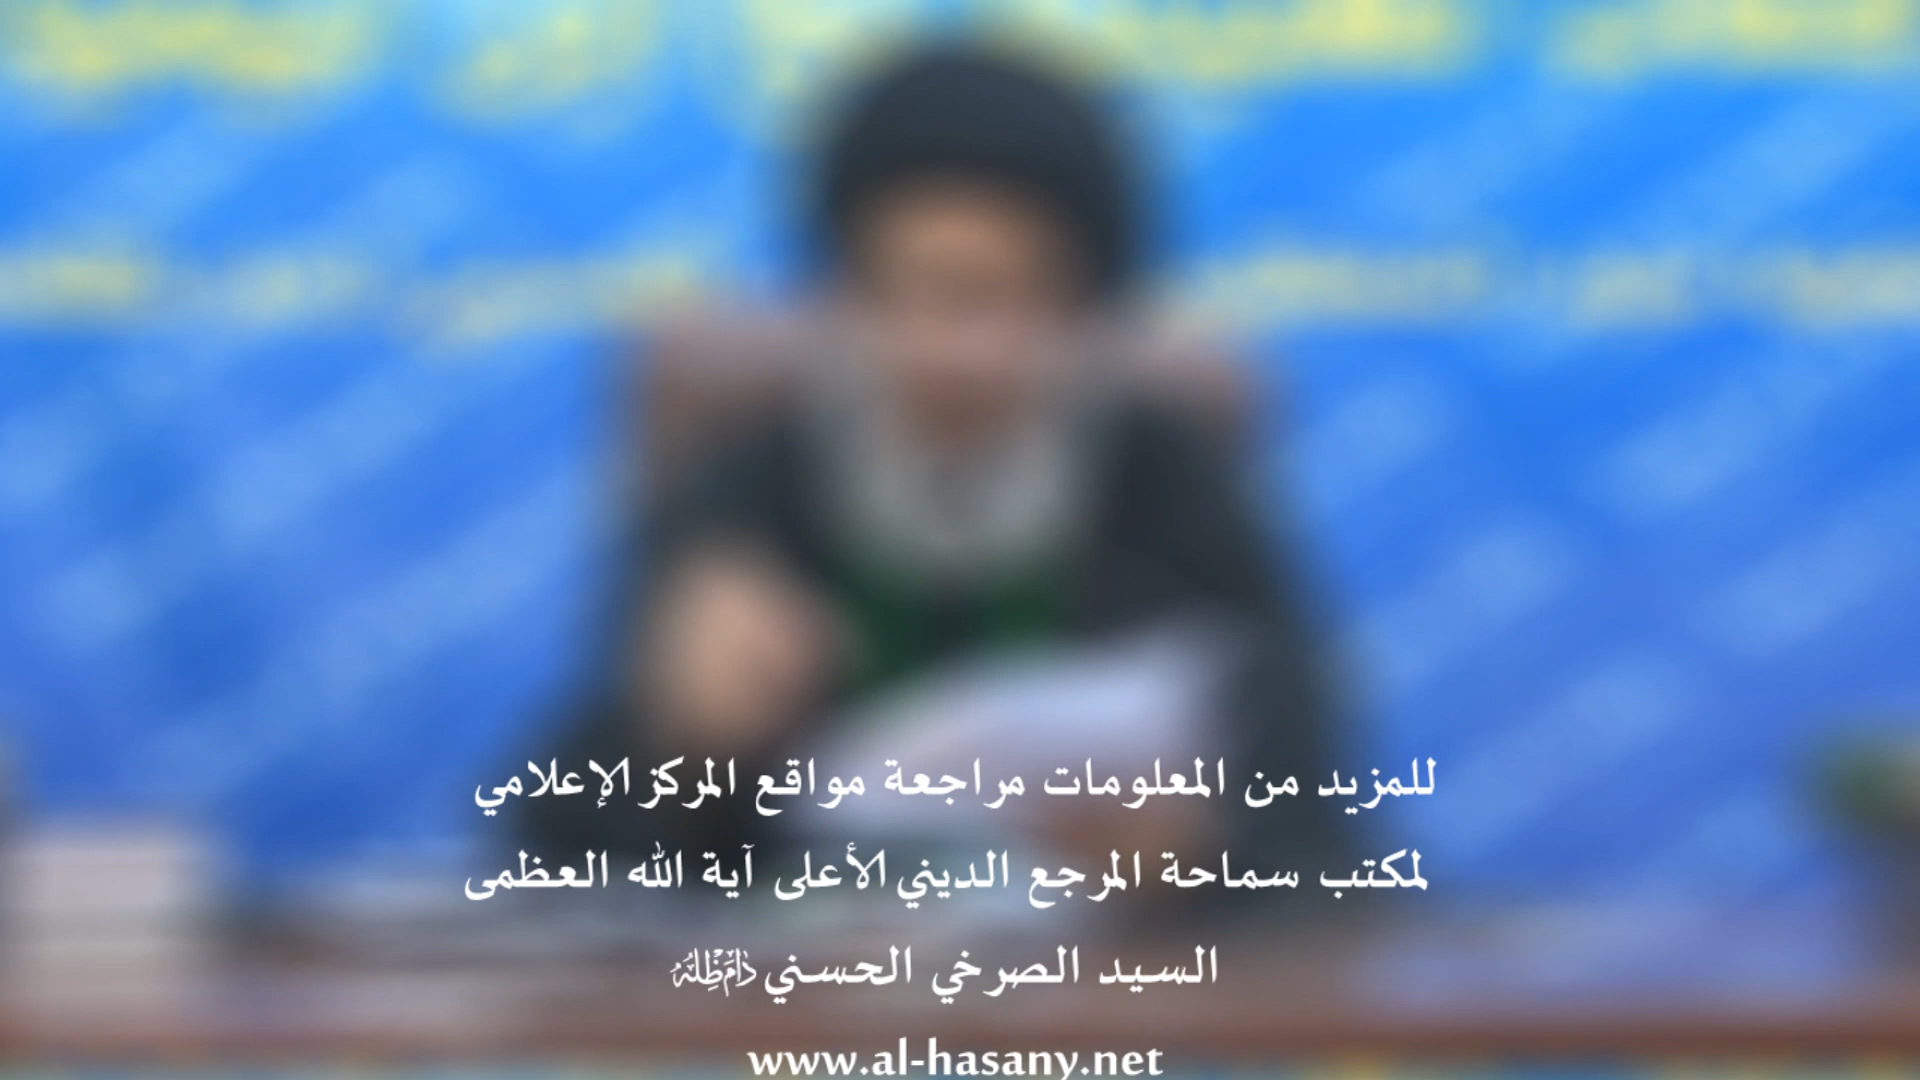 للمزيد من المعلومات مراجعة مواقع المركز الإعلامي
لمكتب سماحة المرجع الديني الأعلى آية الله العظمى
السيد الصرخي الحسني دام ظله
www.al-hasany.net